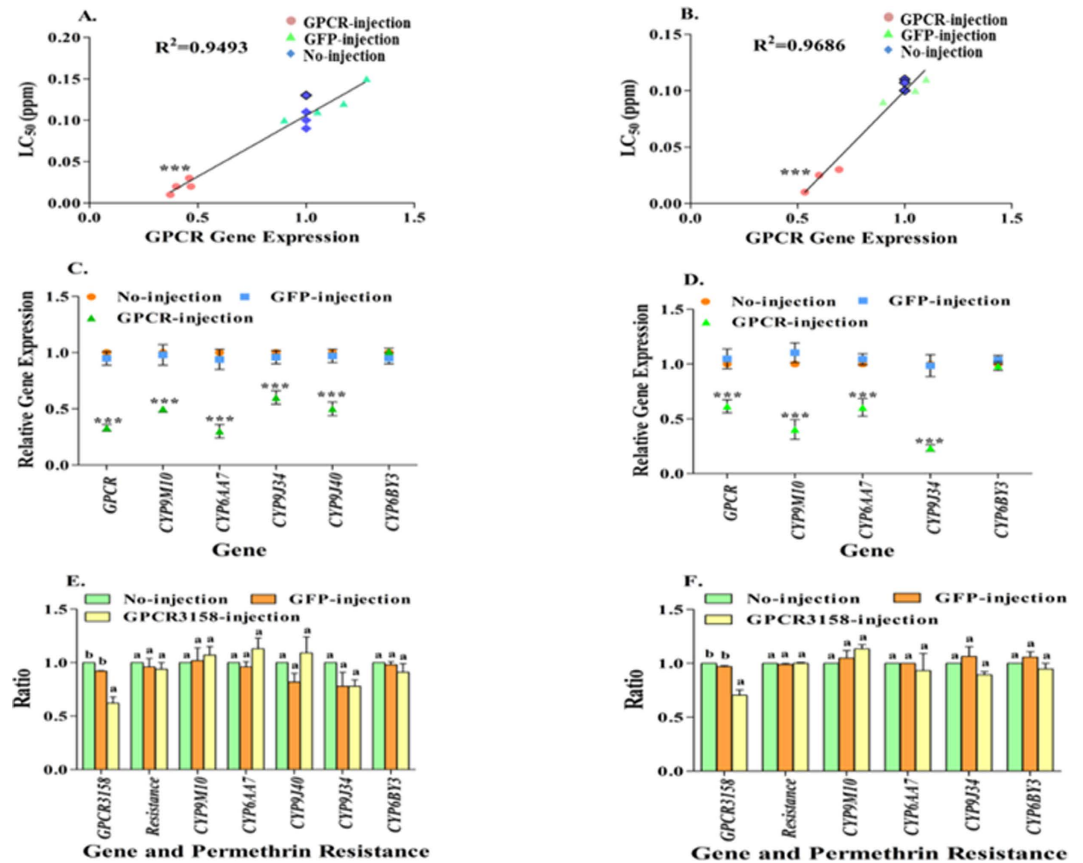 A.
GPCR-injection
GFP-injection
No-injection
R²=0.9493
LC₅₀ (ppm)
0.20
0.15
0.10
0.05
0.00
***
0.0
0.5
1.0
1.5
GPCR Gene Expression
B.
GPCR-injection
GFP-injection
No-injection
R²=0.9686
LC₅₀ (ppm)
0.15
0.10
0.05
0.00
***
0.0
0.5
1.0
1.5
GPCR Gene Expression
C.
No-injection
GFP-injection
GPCR-injection
Relative Gene Expression
1.5
1.0
0.5
0.0
*** *** *** *** ***
GPCR
CYP9M10
CYP6AA7
CYP9J34
CYP9J40
CYP6BY3
Gene
D.
No-injection
GFP-injection
GPCR-injection
Relative Gene Expression
1.5
1.0
0.5
0.0
*** *** *** ***
GPCR
CYP9M10
CYP6AA7
CYP9J34
CYP6BY3
Gene
E.
No-injection
GFP-injection
GPCR3158-injection
Ratio
1.5
1.0
0.5
0.0
b b a a a a a a a a a a a a a a a a a a a
GPCR3158
Resistance
CYP9M10
CYP6AA7
CYP9J40
CYP9J34
CYP6BY3
Gene and Permethrin Resistance
F.
No-injection
GFP-injection
GPCR3158-injection
Ratio
1.5
1.0
0.5
0.0
b b a a a a a a a a a a a a a a a a
GPCR3158
Resistance
CYP9M10
CYP6AA7
CYP9J34
CYP6BY3
Gene and Permethrin Resistance